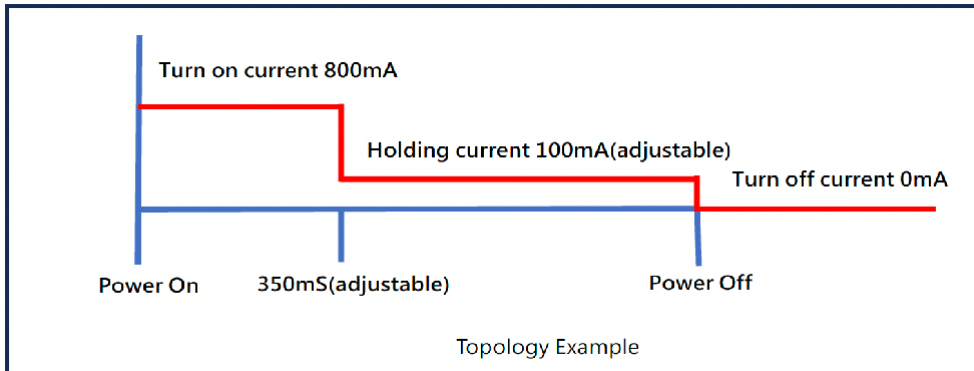 Turn on current 800mA
Holding current 100mA(adjustable)
Turn off current 0mA
Power On
350mS(adjustable)
Power Off
Topology Example